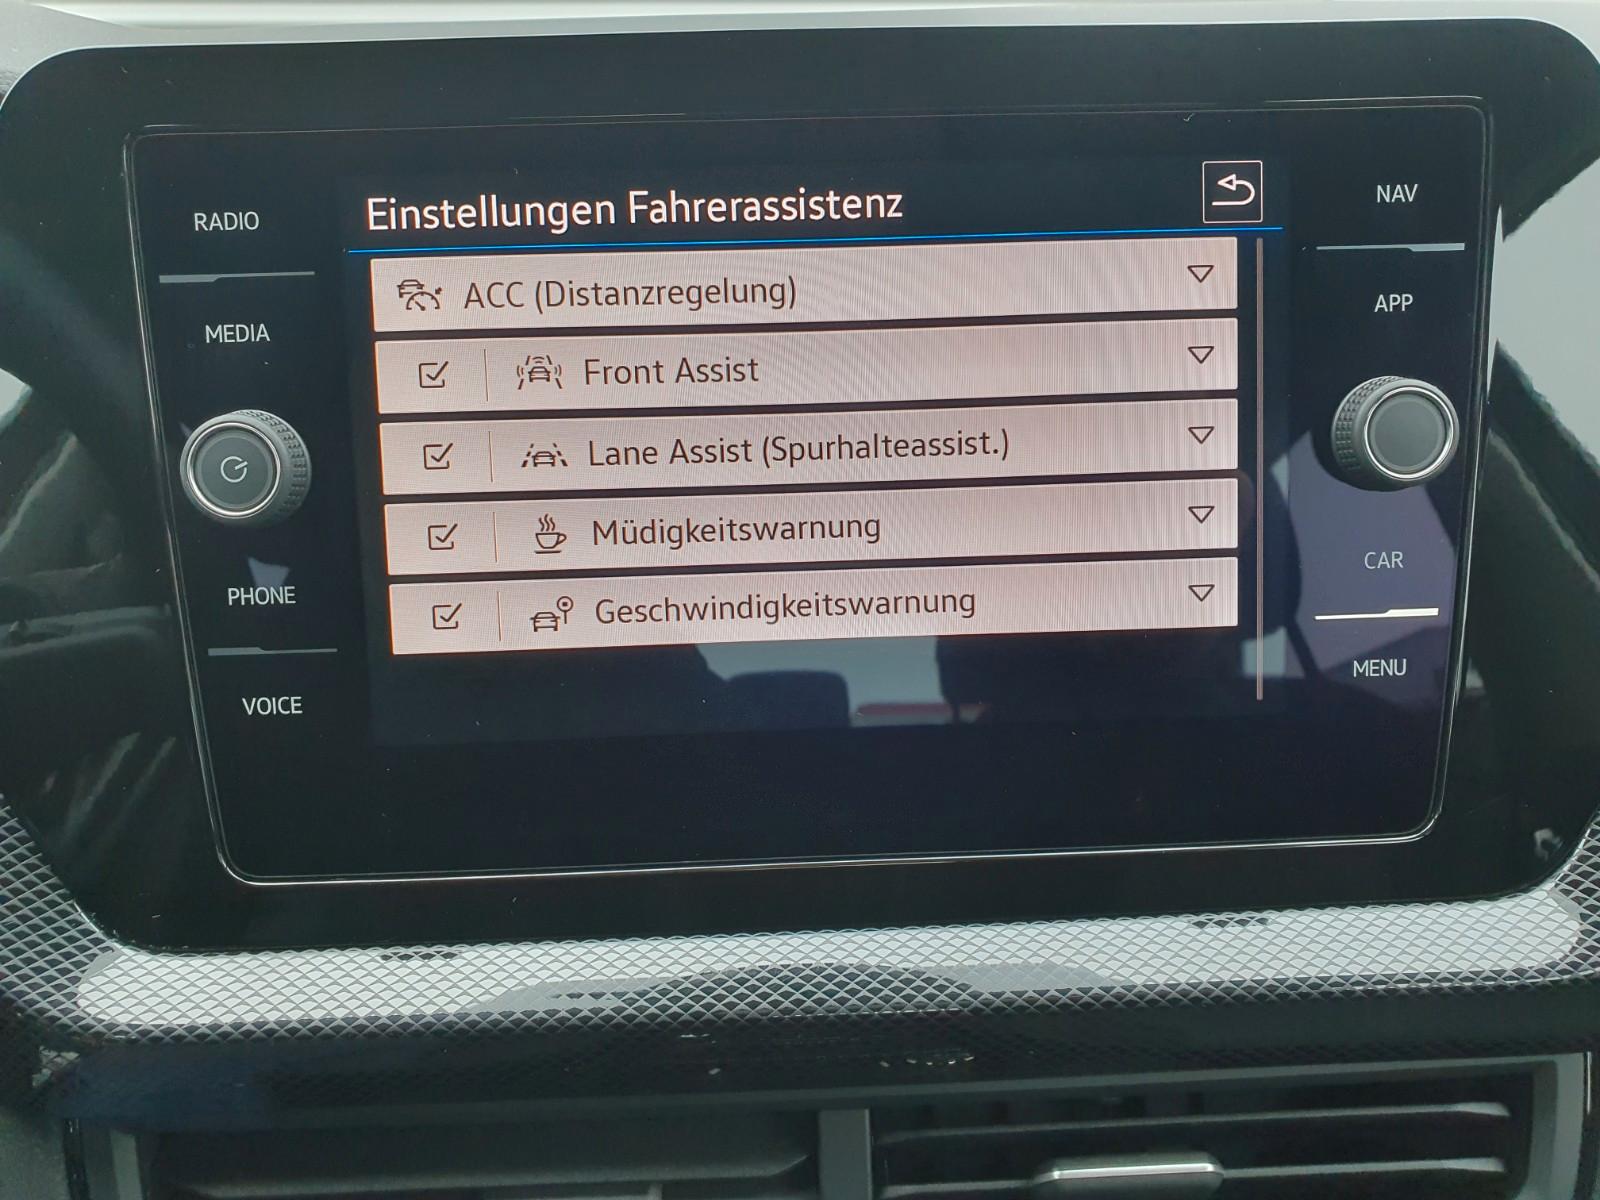 RADIO
MEDIA
PHONE
VOICE
Einstellungen Fahrerassistenz
ACC (Distanzregelung)
Front Assist
Lane Assist (Spurhalteassist.)
Müdigkeitswarnung
Geschwindigkeitswarnung
NAV
APP
CAR
MENU